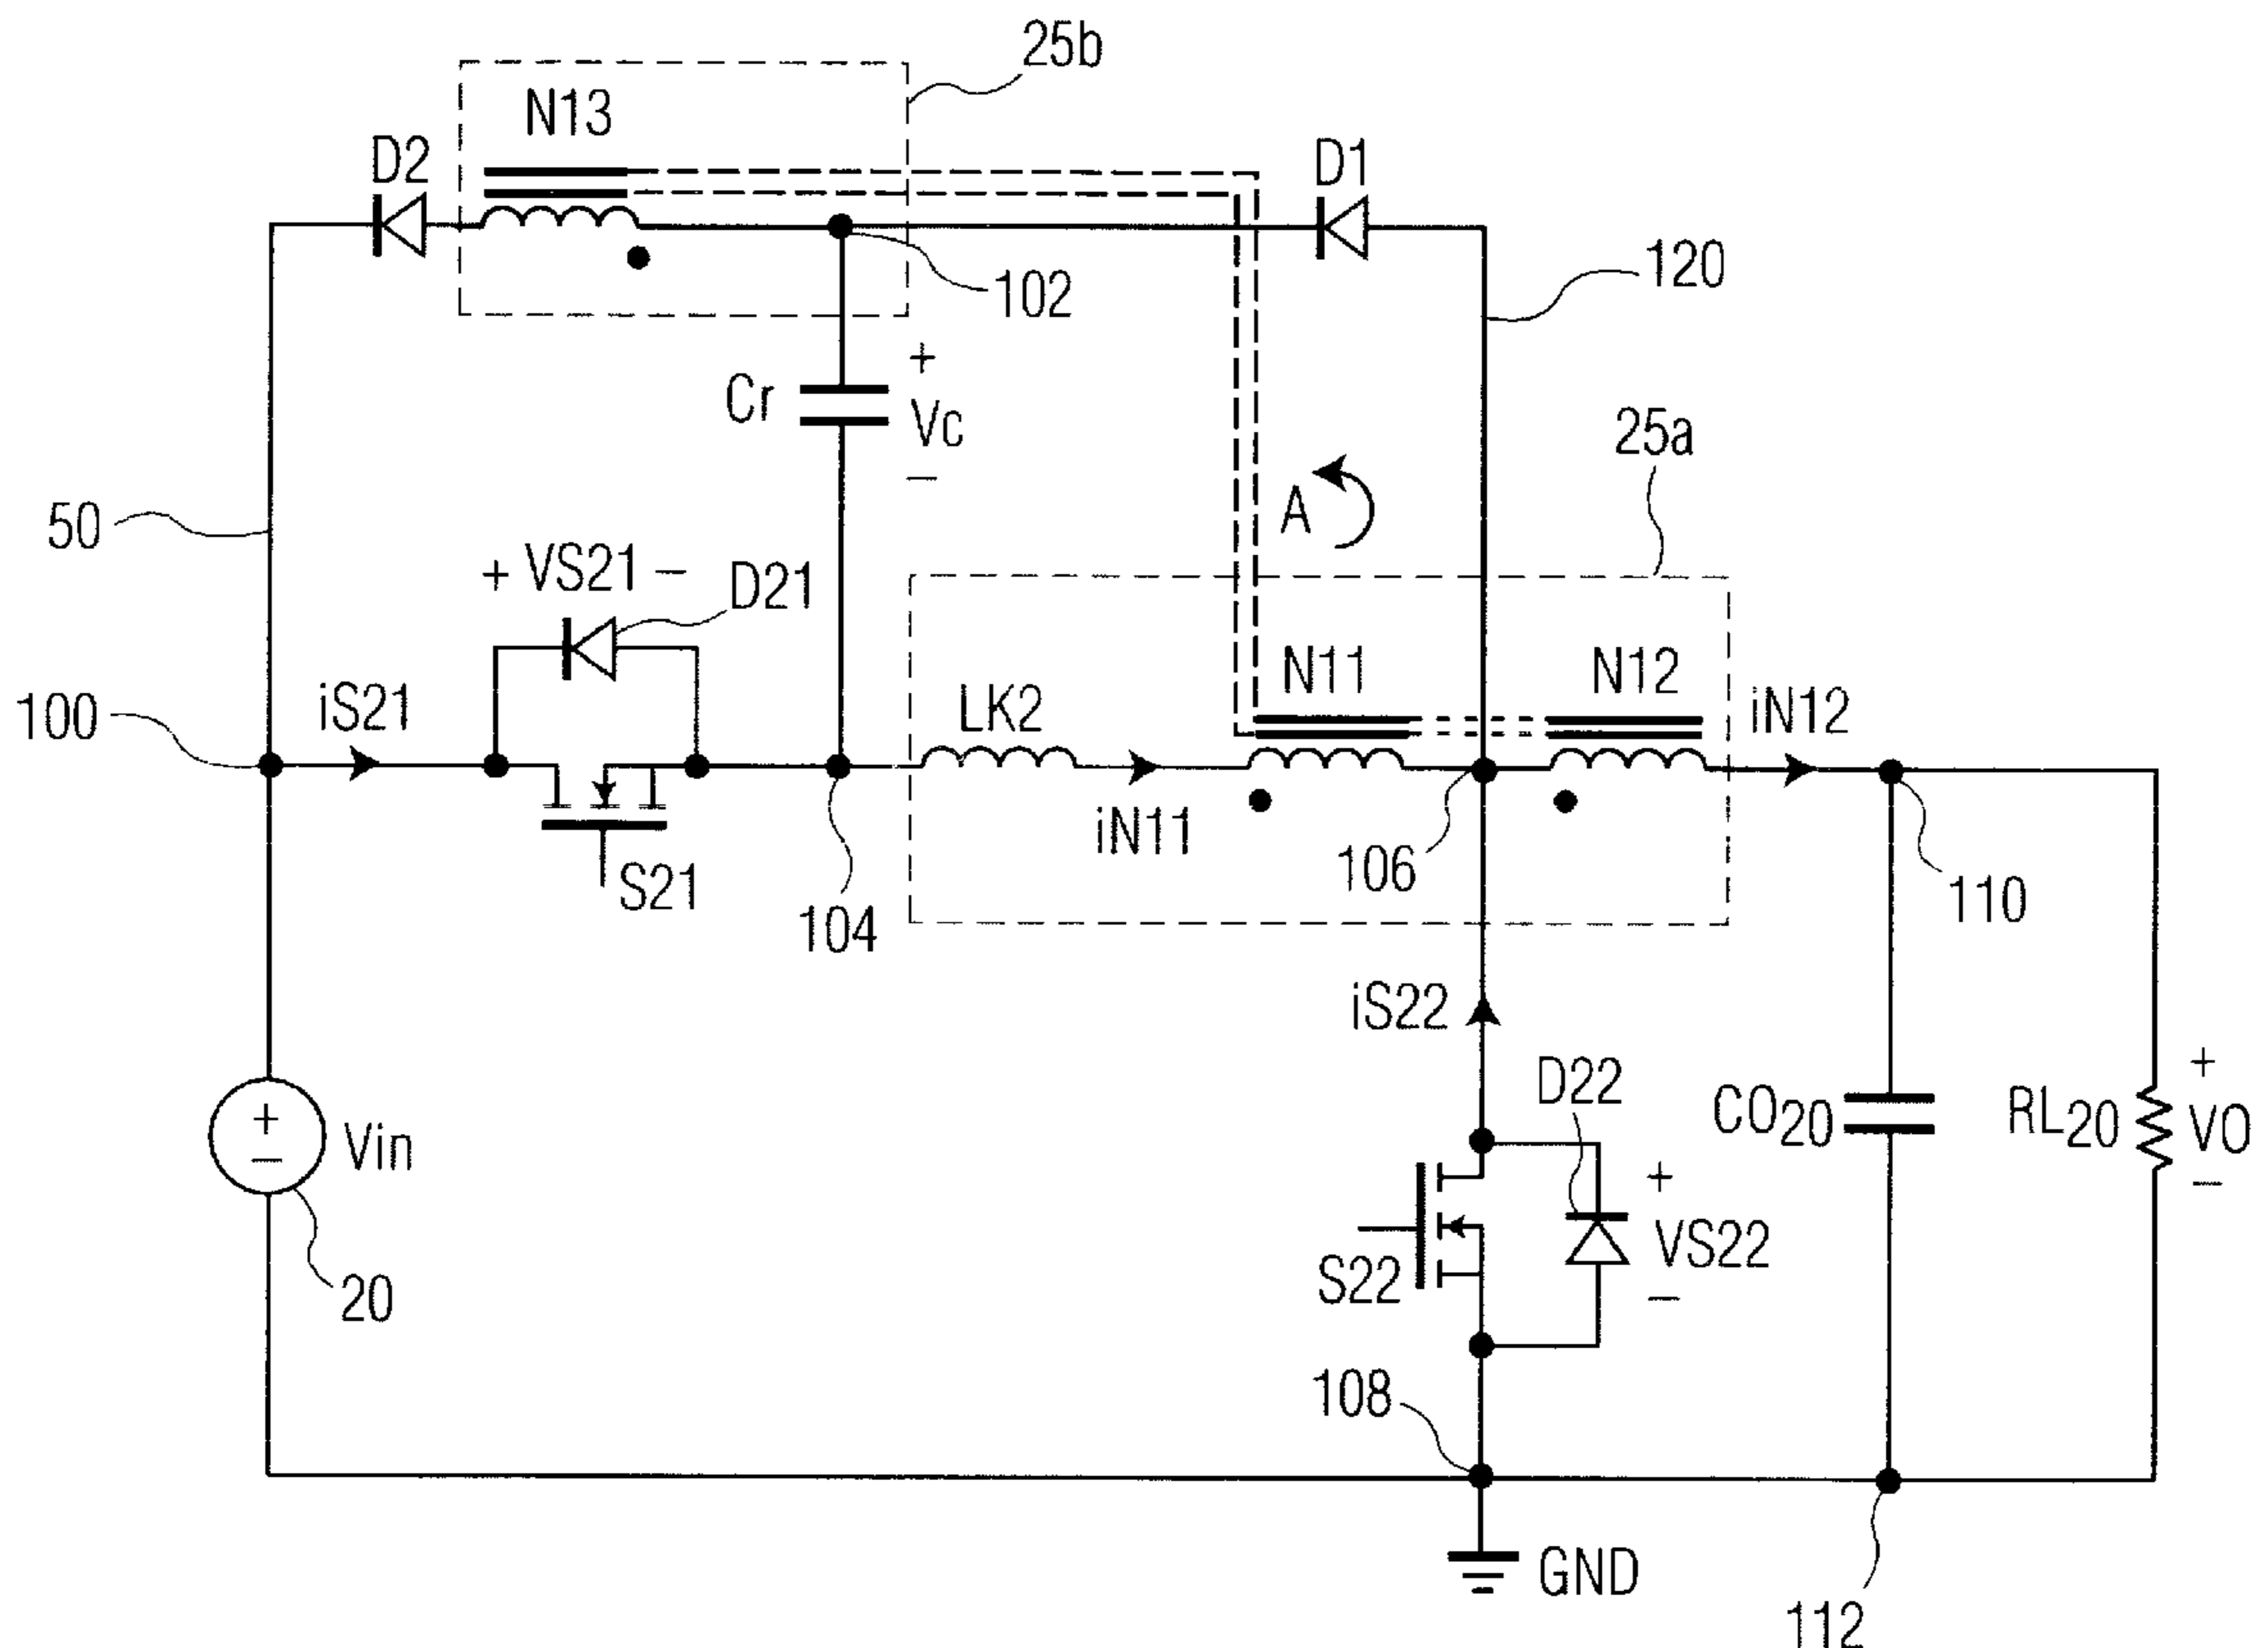 25b
N13
D2
D1
102
120
+
Cr
Vc
−
25a
50
A
+ VS21 −
D21
100
iS21
LK2
N11
N12
iN12
iN11
S21
104
106
110
iS22
D22
+
−
Vin
CO20
RL20
+
VO
−
+
VS22
−
S22
20
108
GND
112